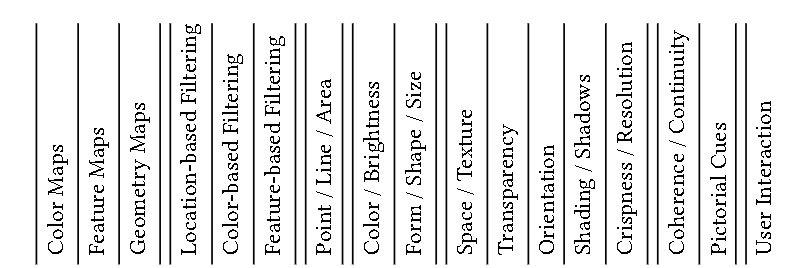 Color Maps
Feature Maps
Geometry Maps
Location-based Filtering
Color-based Filtering
Feature-based Filtering
Point / Line / Area
Color / Brightness
Form / Shape / Size
Space / Texture
Transparency
Orientation
Shading / Shadows
Crispness / Resolution
Coherence / Continuity
Pictorial Cues
User Interaction